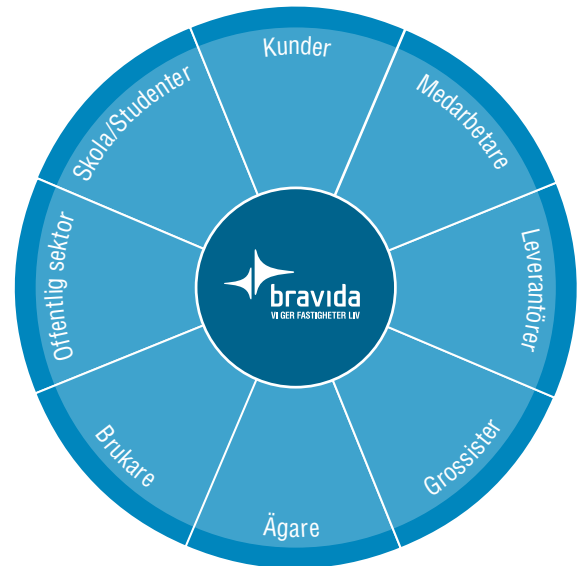 Kunder
Medarbetare
Leverantörer
Grossister
Ägare
Brukare
Offentlig sektor
Skola/Studenter
bravida
VI GER FASTIGHETER LIV